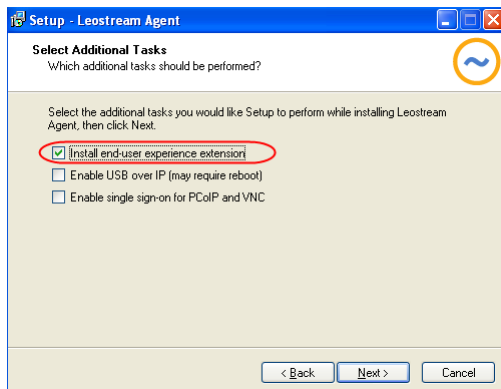 Setup - Leostream Agent
Select Additional Tasks
Which additional tasks should be performed?
Select the additional tasks you would like Setup to perform while installing Leostream
Agent, then click Next.
Install end-user experience extension
Enable USB over IP (may require reboot)
Enable single sign-on for PCoIP and VNC
< Back Next > Cancel